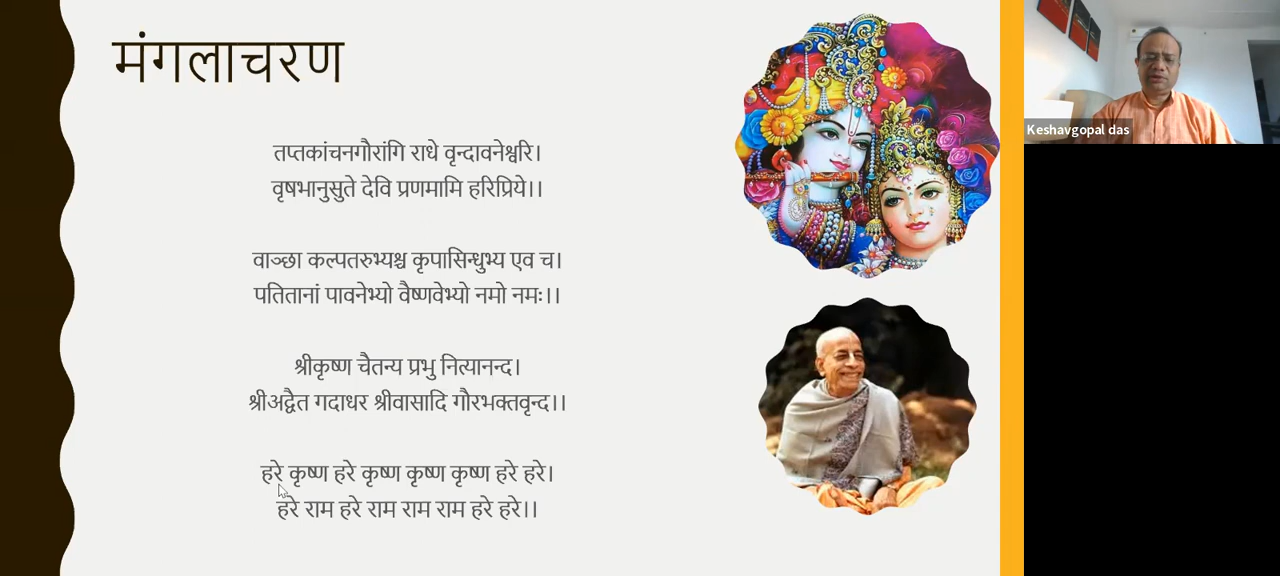 मंगलाचरण
तप्तकांचनगौरांगि राधे वृन्दावनेश्वरि।
वृषभानुसुते देवि प्रणमामि हरिप्रिये।।
वाञ्छा कल्पतरुभ्यश्च कृपासिन्धुभ्य एव च।
पतितानां पावनेभ्यो वैष्णवेभ्यो नमो नमः।।
श्रीकृष्ण चैतन्य प्रभु नित्यानन्द।
श्रीअद्वैत गदाधर श्रीवासादि गौरभक्तवृन्द।।
हरे कृष्ण हरे कृष्ण कृष्ण कृष्ण हरे हरे।
हरे राम हरे राम राम राम हरे हरे।।
Keshavgopal das